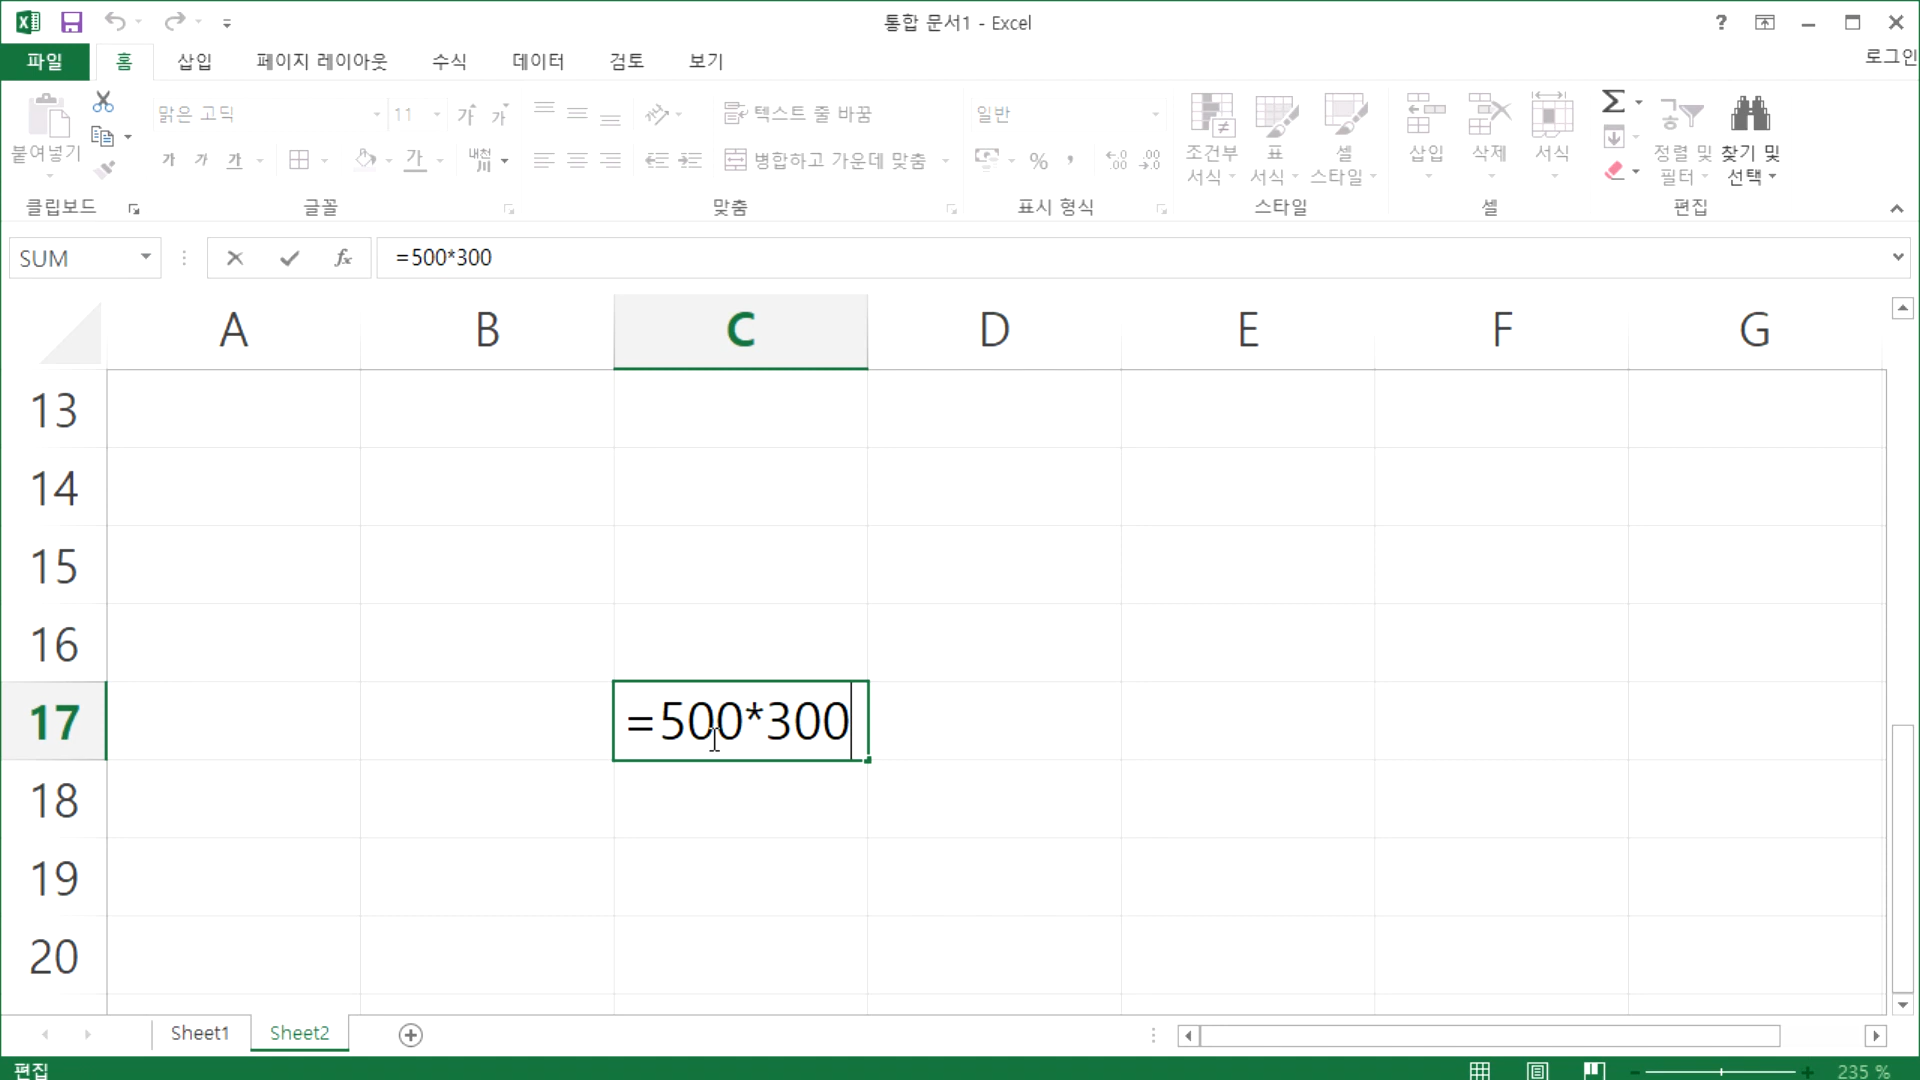 통합 문서1 - Excel
파일 홈 삽입 페이지 레이아웃 수식 데이터 검토 보기 로그인
붙여넣기
맑은 고딕 11
텍스트 줄 바꿈
병합하고 가운데 맞춤
일반
조건부 서식
표 서식
셀 스타일
삽입
삭제
서식
정렬 및 필터
찾기 및 선택
클립보드 글꼴 맞춤 표시 형식 스타일 셀 편집
SUM =500*300
A B C D E F G
13
14
15
16
17 =500*300
18
19
20
Sheet1 Sheet2
편집 235 %